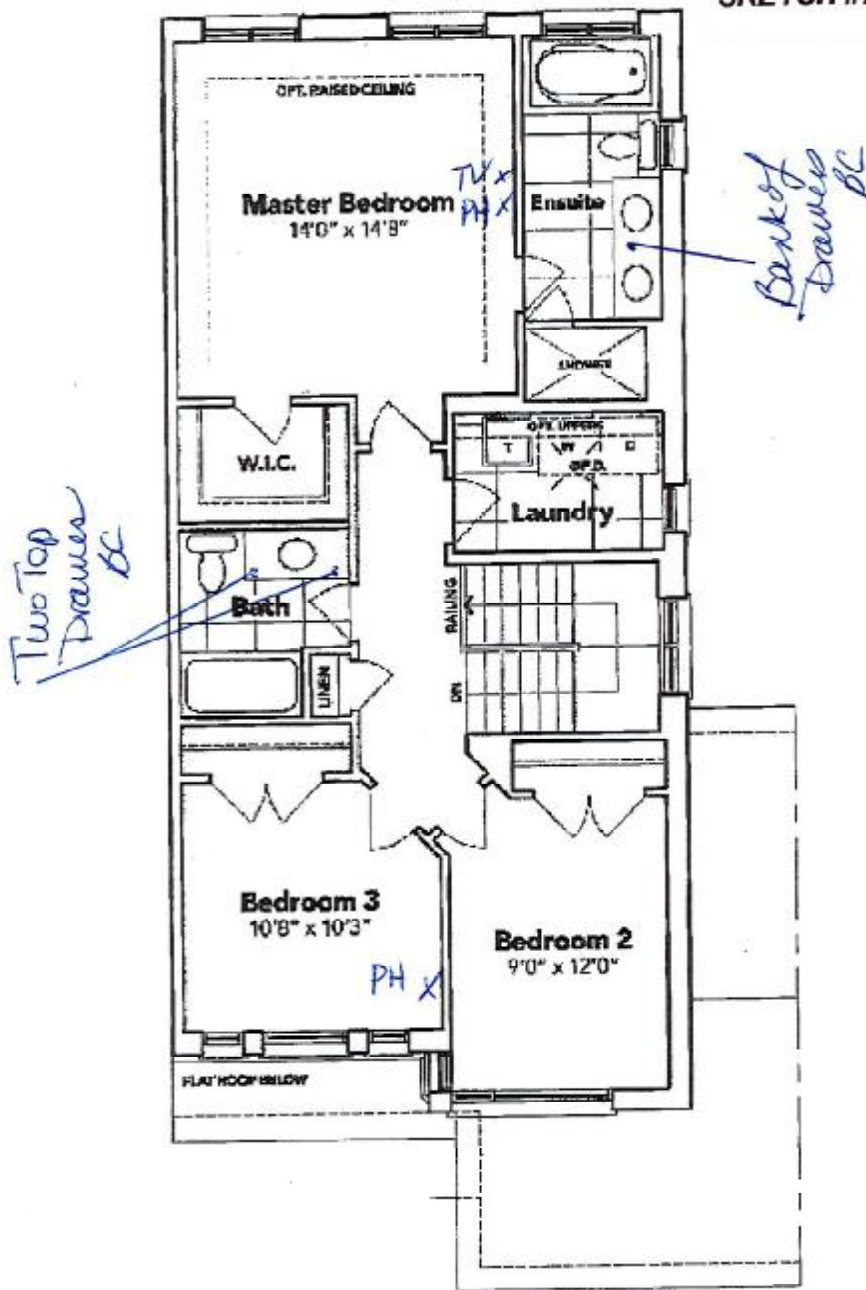 OPT. RAISED CEILING
Master Bedroom
14'0" x 14'8"
TV x
PH x
Ensuite
Bank of
Drawers
BC
SHOWER
W.I.C.
OPT. UPPERS
T W D
Laundry
Two Top
Drawers
BC
Bath
LINEN
RAILING
DN.
Bedroom 3
10'8" x 10'3"
PH x
Bedroom 2
9'0" x 12'0"
FLAT ROOF BELOW